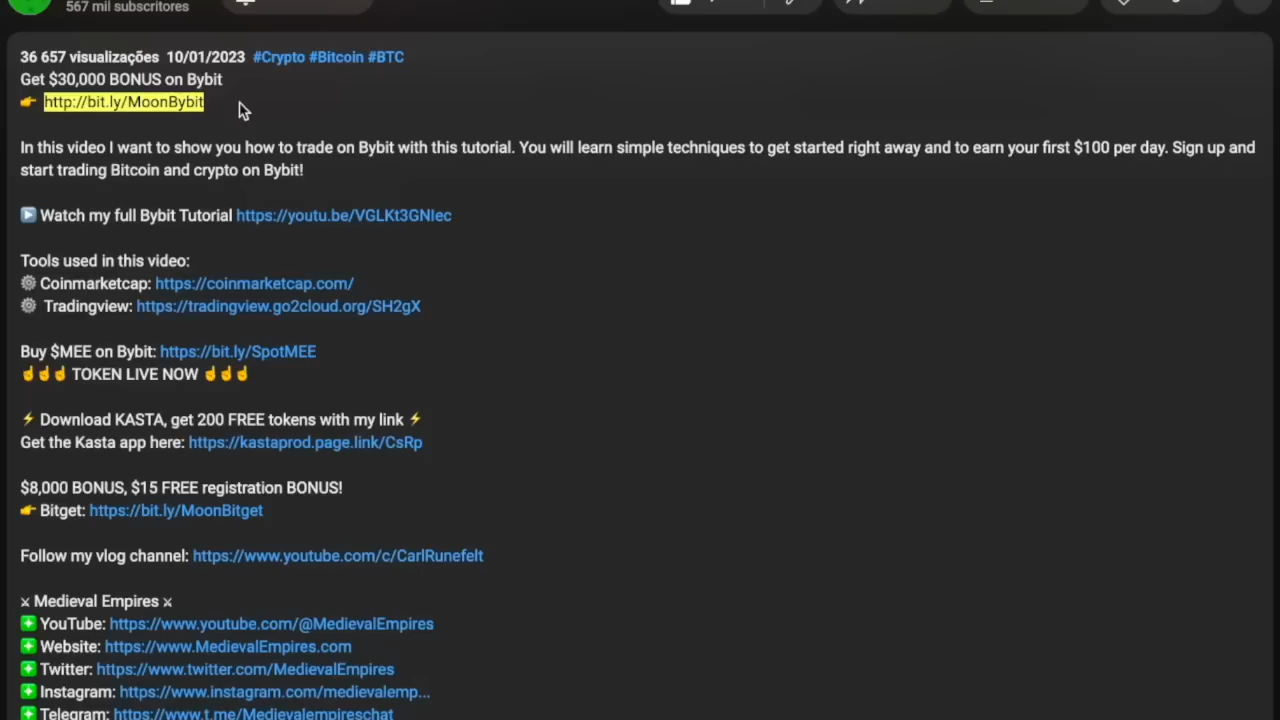 567 mil subscritores
36 657 visualizações 10/01/2023 #Crypto #Bitcoin #BTC
Get $30,000 BONUS on Bybit
👉 http://bit.ly/MoonBybit
In this video I want to show you how to trade on Bybit with this tutorial. You will learn simple techniques to get started right away and to earn your first $100 per day. Sign up and
start trading Bitcoin and crypto on Bybit!
▶️ Watch my full Bybit Tutorial https://youtu.be/VGLKt3GNIec
Tools used in this video:
⚙️ Coinmarketcap: https://coinmarketcap.com/
⚙️ Tradingview: https://tradingview.go2cloud.org/SH2gX
Buy $MEE on Bybit: https://bit.ly/SpotMEE
☝️☝️☝️ TOKEN LIVE NOW ☝️☝️☝️
⚡ Download KASTA, get 200 FREE tokens with my link ⚡
Get the Kasta app here: https://kastaprod.page.link/CsRp
$8,000 BONUS, $15 FREE registration BONUS!
👉 Bitget: https://bit.ly/MoonBitget
Follow my vlog channel: https://www.youtube.com/c/CarlRunefelt
⚔ Medieval Empires ⚔
YouTube: https://www.youtube.com/@MedievalEmpires
Website: https://www.MedievalEmpires.com
Twitter: https://www.twitter.com/MedievalEmpires
Instagram: https://www.instagram.com/medievalemp...
Telegram: https://www.t.me/Medievalempireschat